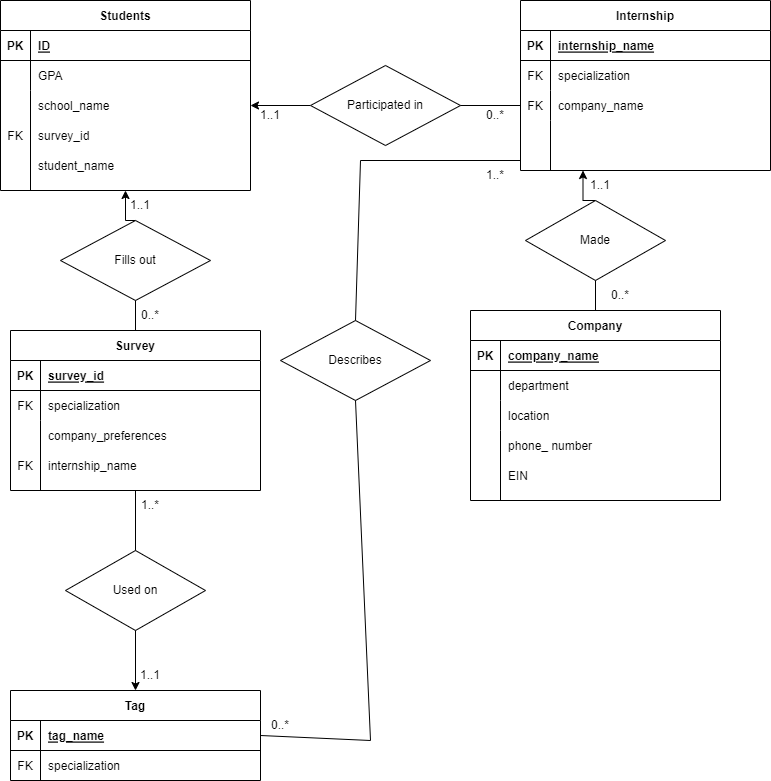 Students
PK ID
GPA
school_name
FK survey_id
student_name
Internship
PK internship_name
FK specialization
FK company_name
Participated in
1..1
0..*
1..*
1..1
1..1
Fills out
Made
0..*
0..*
Survey
PK survey_id
FK specialization
company_preferences
FK internship_name
Describes
Company
PK company_name
department
location
phone_ number
EIN
1..*
Used on
1..1
Tag
PK tag_name
FK specialization
0..*